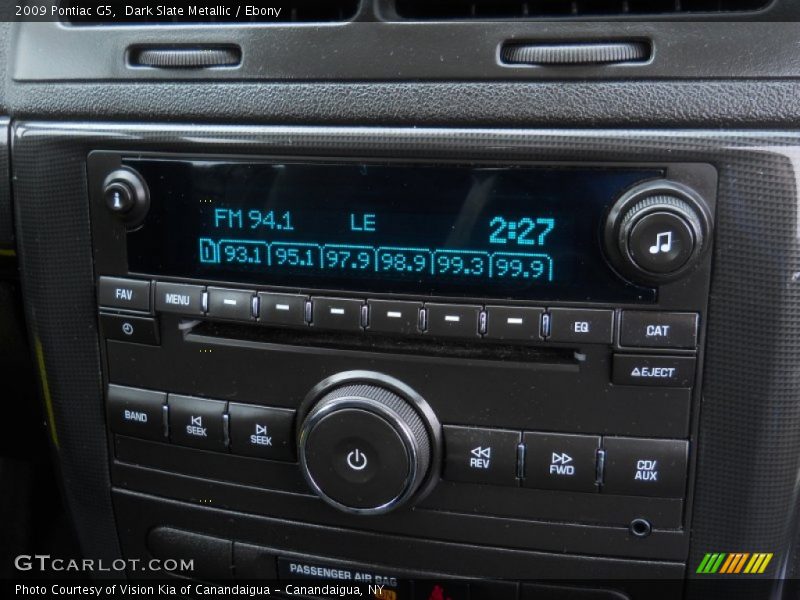 2009 Pontiac G5, Dark Slate Metallic / Ebony
i
FM 94.1 LE 2:27
1 93.1 95.1 97.9 98.9 99.3 99.9
FAV MENU EQ CAT
EJECT
BAND SEEK SEEK REV FWD CD/
AUX
PASSENGER AIR BAG
GTCARLOT.COM
Photo Courtesy of Vision Kia of Canandaigua - Canandaigua, NY